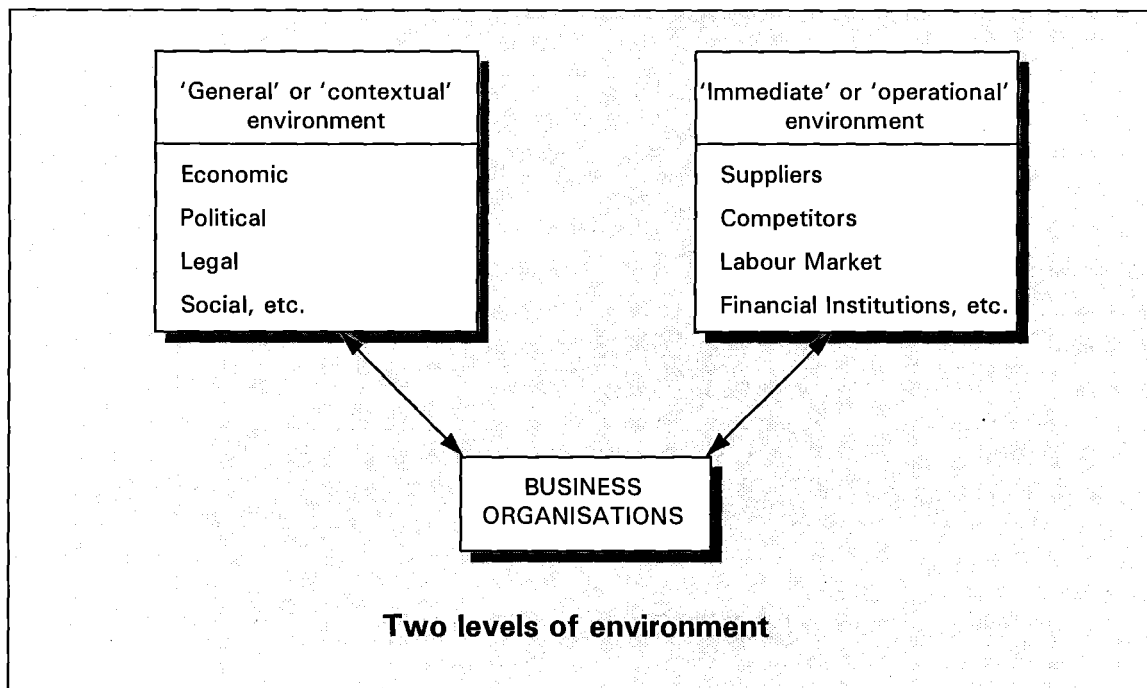 'General' or 'contextual'
environment
Economic
Political
Legal
Social, etc.
'Immediate' or 'operational'
environment
Suppliers
Competitors
Labour Market
Financial Institutions, etc.
BUSINESS
ORGANISATIONS
Two levels of environment